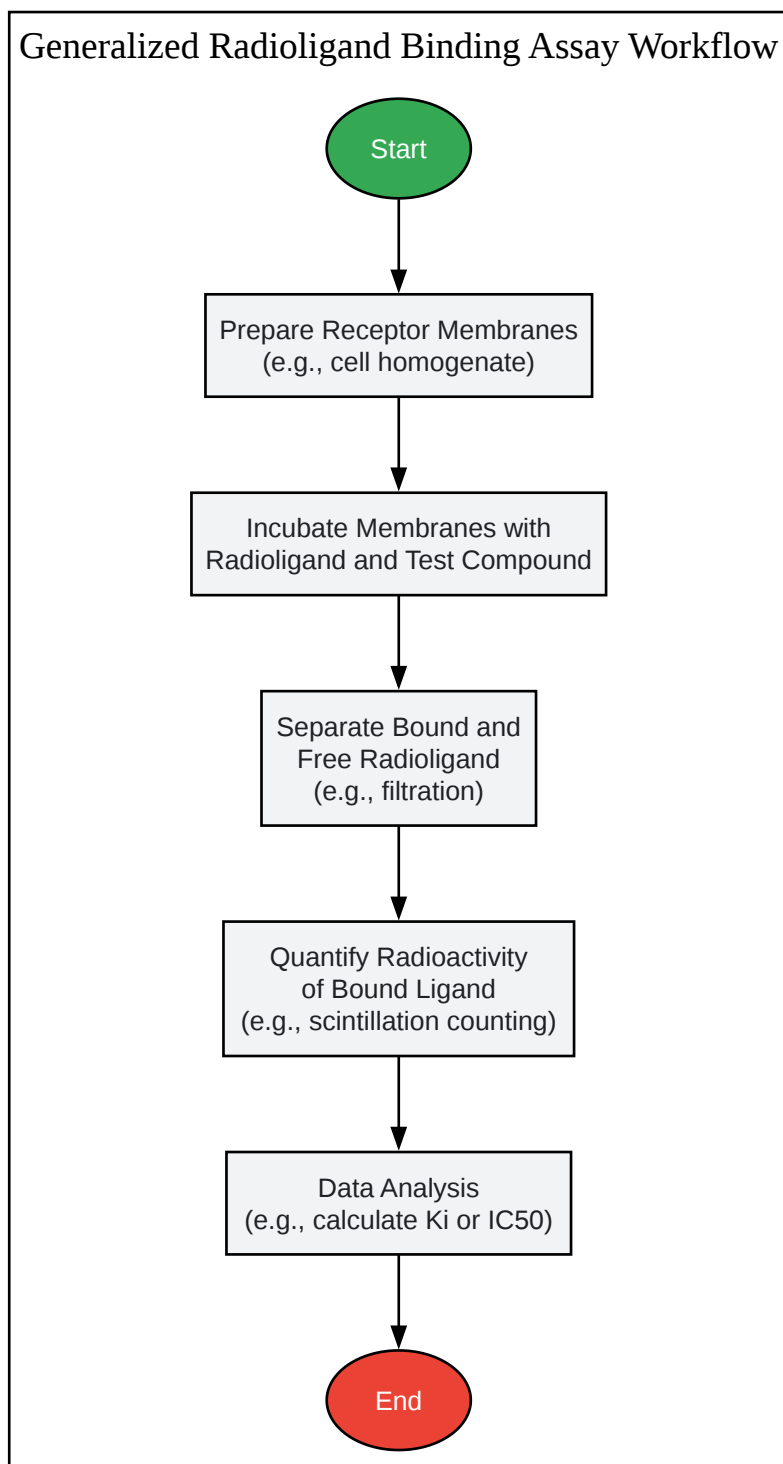 Generalized Radioligand Binding Assay Workflow
Start
Prepare Receptor Membranes
(e.g., cell homogenate)
Incubate Membranes with
Radioligand and Test Compound
Separate Bound and
Free Radioligand
(e.g., filtration)
Quantify Radioactivity
of Bound Ligand
(e.g., scintillation counting)
Data Analysis
(e.g., calculate Ki or IC50)
End